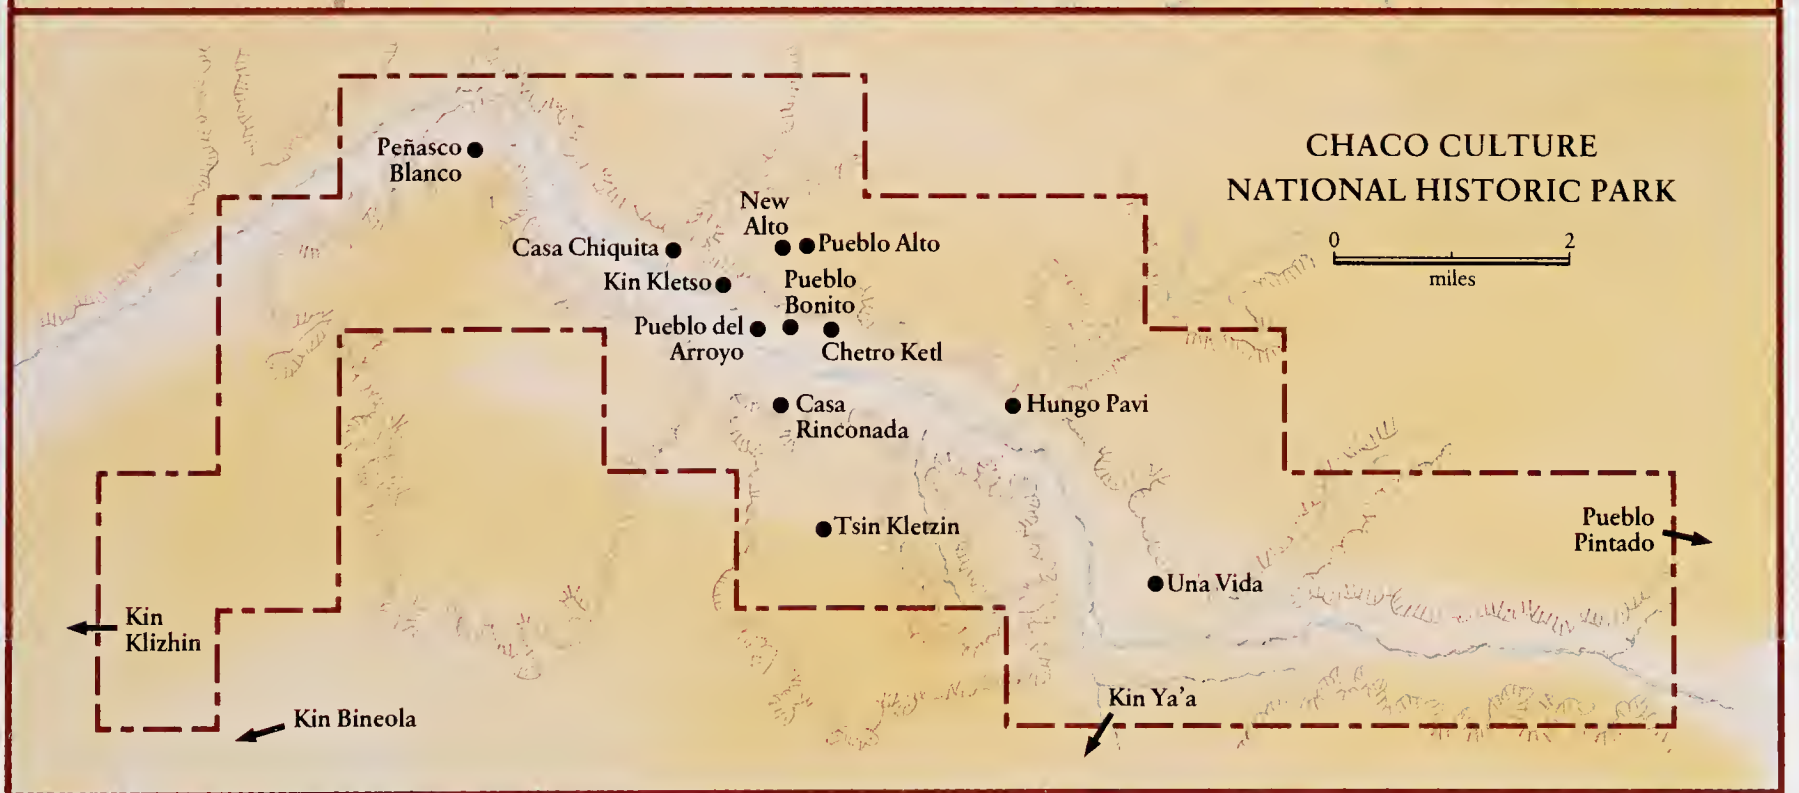 CHACO CULTURE
NATIONAL HISTORIC PARK
0 2
miles
Peñasco
Blanco
New
Alto
Pueblo Alto
Casa Chiquita
Kin Kletso
Pueblo
Bonito
Pueblo del
Arroyo
Chetro Ketl
Casa
Rinconada
Hungo Pavi
Tsin Kletzin
Una Vida
Pueblo
Pintado
Kin
Klizhin
Kin Bineola
Kin Ya'a